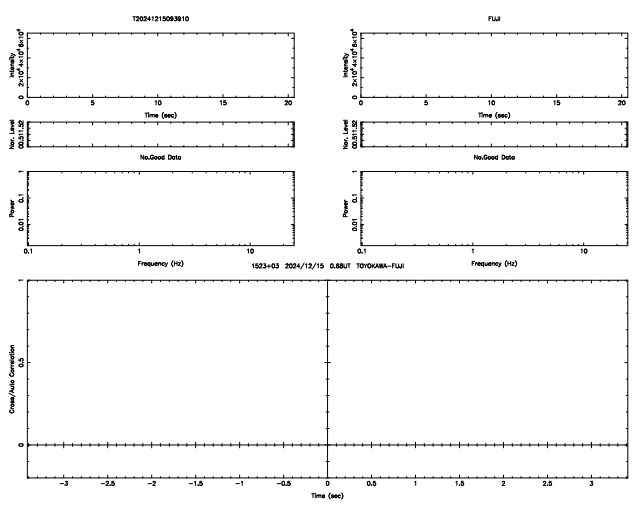 T20241215093910
FUJI
Intensity
0 2×10⁴ 4×10⁴ 6×10⁴
0 5 10 15 20
Time (sec)
Intensity
0 2×10⁴ 4×10⁴ 6×10⁴
0 5 10 15 20
Time (sec)
Nor. Level
00.511.52
Nor. Level
00.511.52
No.Good Data
No.Good Data
Power
0.01 0.1 1
0.1 1 10
Frequency (Hz)
Power
0.01 0.1 1
0.1 1 10
Frequency (Hz)
1523+03 2024/12/15 0.68UT TOYOKAWA-FUJI
Cross/Auto Correlation
0 0.5 1
-3 -2.5 -2 -1.5 -1 -0.5 0 0.5 1 1.5 2 2.5 3
Time (sec)